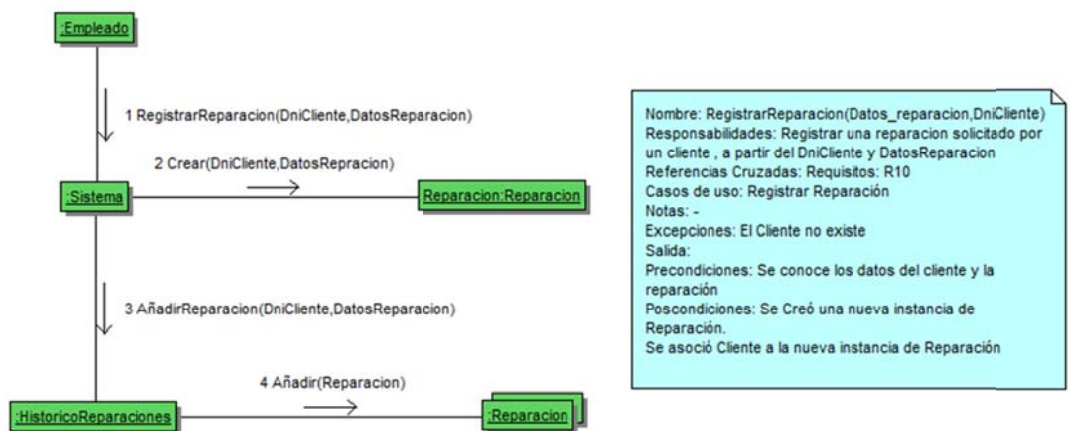 :Empleado
1 RegistrarReparacion(DniCliente,DatosReparacion)
2 Crear(DniCliente,DatosRepracion)
:Sistema
Reparacion:Reparacion
3 AñadirReparacion(DniCliente,DatosReparacion)
4 Añadir(Reparacion)
:HistoricoReparaciones
:Reparacion
Nombre: RegistrarReparacion(Datos_reparacion,DniCliente)
Responsabilidades: Registrar una reparacion solicitado por
un cliente , a partir del DniCliente y DatosReparacion
Referencias Cruzadas: Requisitos: R10
Casos de uso: Registrar Reparación
Notas: -
Excepciones: El Cliente no existe
Salida:
Precondiciones: Se conoce los datos del cliente y la
reparación
Poscondiciones: Se Creó una nueva instancia de
Reparación.
Se asoció Cliente a la nueva instancia de Reparación